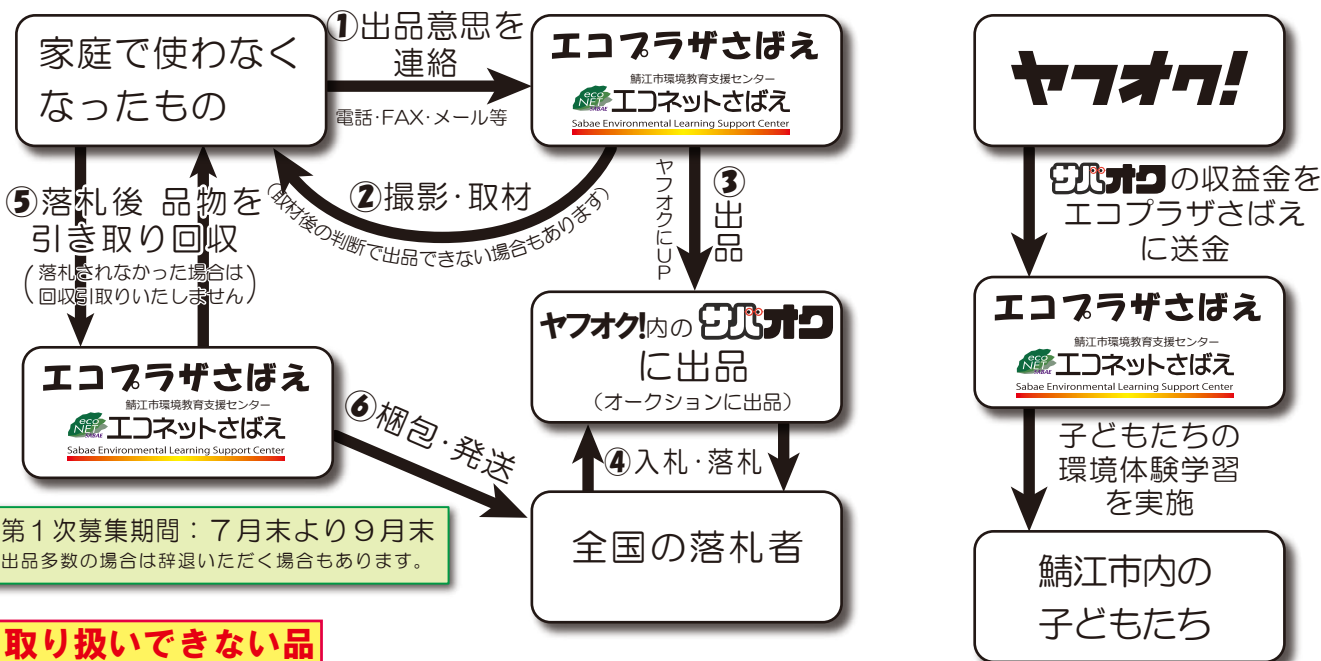 家庭で使わなく
なったもの
①出品意思を
連絡
電話・FAX・メール等
エコプラザさばえ
鯖江市環境教育支援センター
eco
NET
SABAE
エコネットさばえ
Sabae Environmental Learning Support Center
②撮影・取材
(取材後の判断で出品できない場合もあります)
ヤフオクにUP
③出品
⑤落札後 品物を
引き取り回収
(落札されなかった場合は
回収引取りいたしません)
ヤフオク!内の サバオク
に出品
(オークションに出品)
エコプラザさばえ
鯖江市環境教育支援センター
eco
NET
SABAE
エコネットさばえ
Sabae Environmental Learning Support Center
⑥梱包・発送
④入札・落札
全国の落札者
第1次募集期間:7月末より9月末
出品多数の場合は辞退いただく場合もあります。
取り扱いできない品
ヤフオク!
サバオクの収益金を
エコプラザさばえ
に送金
エコプラザさばえ
鯖江市環境教育支援センター
eco
NET
SABAE
エコネットさばえ
Sabae Environmental Learning Support Center
子どもたちの
環境体験学習
を実施
鯖江市内の
子どもたち